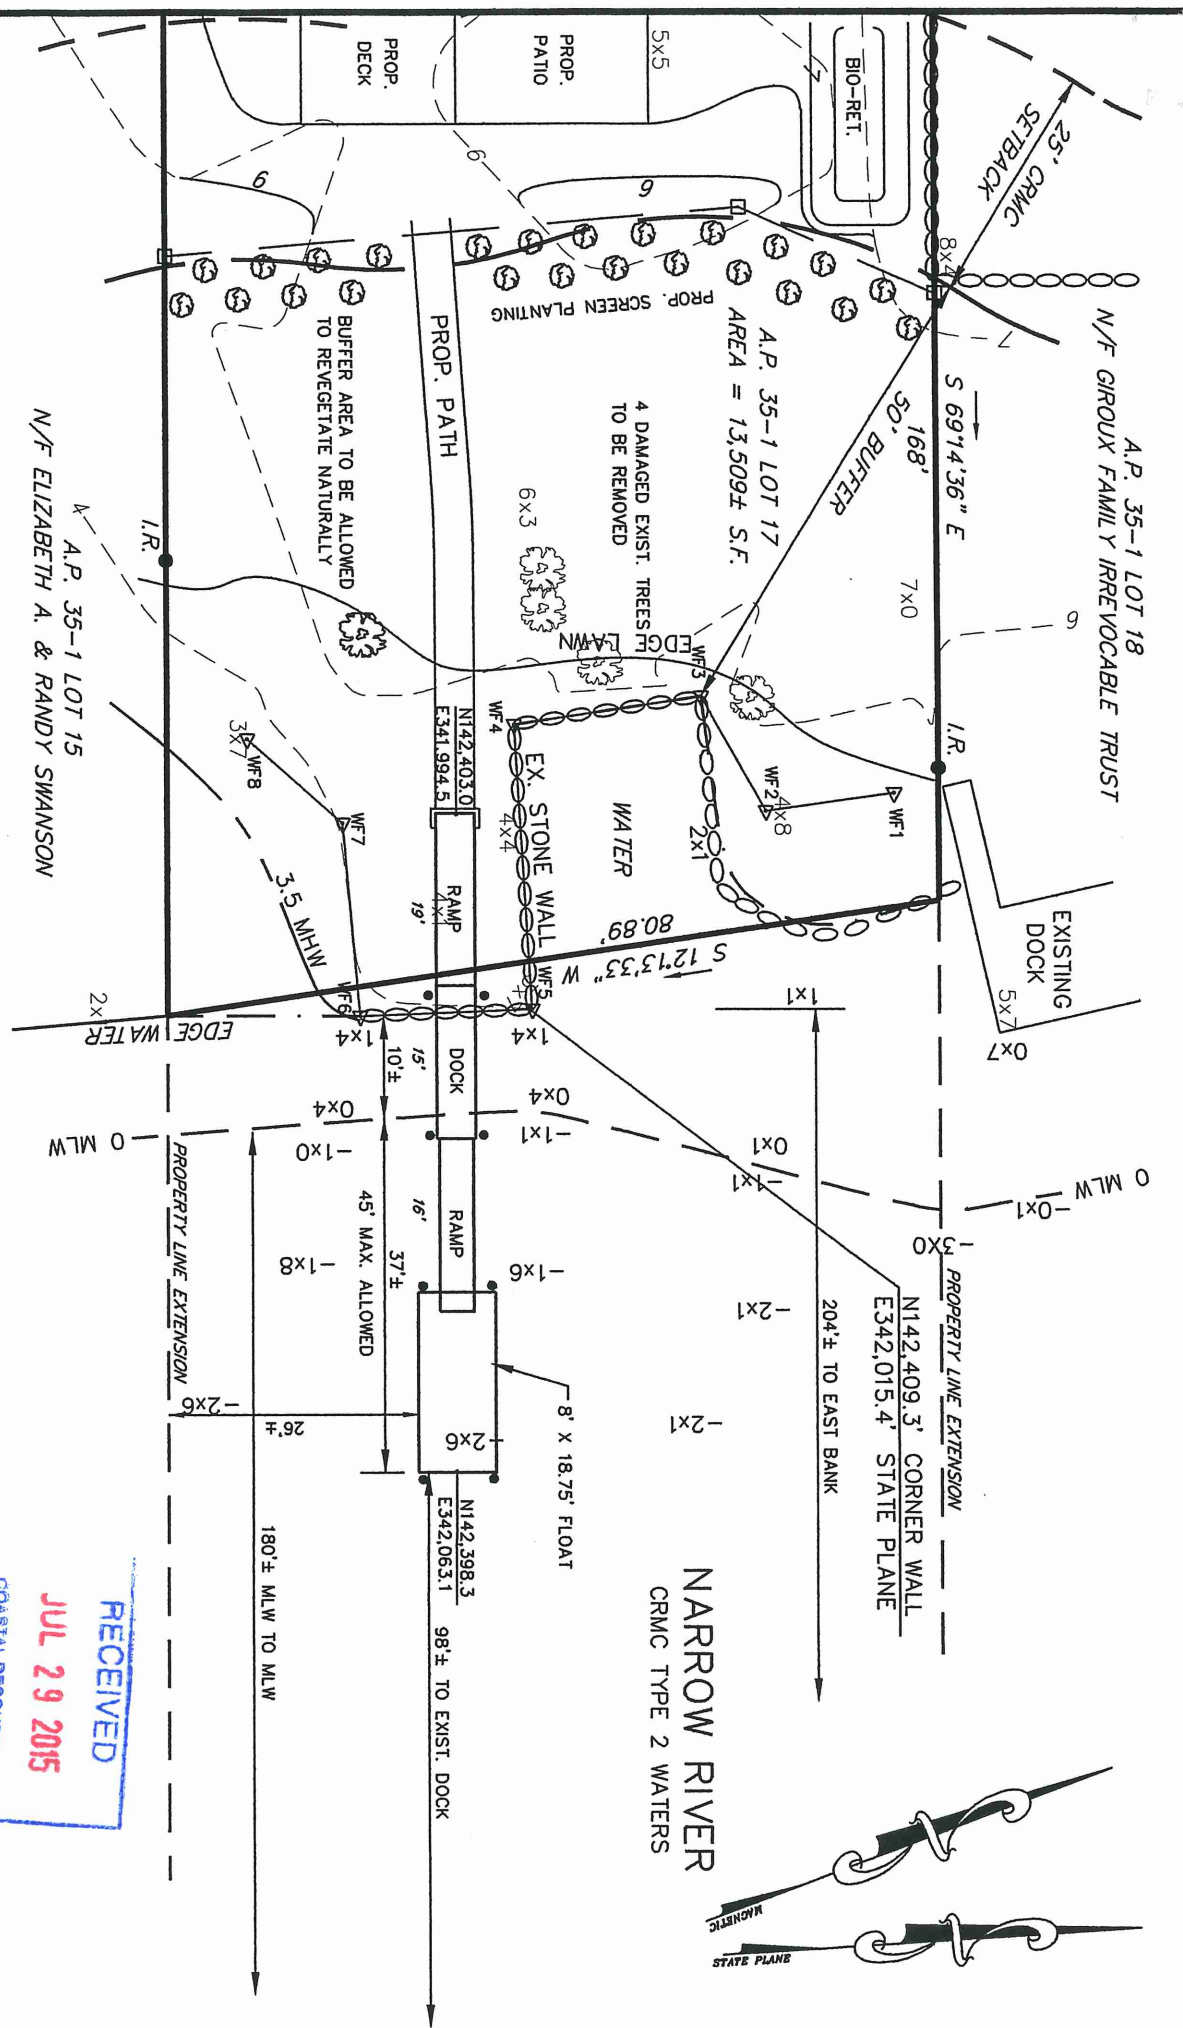 A.P. 35-1 LOT 18
N/F GIROUX FAMILY IRREVOCABLE TRUST
25' CRMC
SETBACK
8x4
7
S 69°14'36" E
168'
50' BUFFER
7x0
6
I.R.
EXISTING
DOCK
5x7
0x7
BIO-RET.
7
5x5
PROP.
PATIO
PROP.
DECK
6
9
9
PROP. SCREEN PLANTING
A.P. 35-1 LOT 17
AREA = 13,509± S.F.
4 DAMAGED EXIST. TREES
TO BE REMOVED
6x3
EDGE LAWN
PROP. PATH
BUFFER AREA TO BE ALLOWED
TO REVEGETATE NATURALLY
WF1
WF2
4x8
WF3
2x1
WATER
WF4
EX. STONE WALL
4x4
WF5
1x4
N142,403.0
E341,994.5
RAMP
19'
80.89'
S 12°13'33" W
I.R.
4
WF8
3x7
WF7
3.5 MHW
WF6
1x4
2x
EDGE WATER
A.P. 35-1 LOT 15
N/F ELIZABETH A. & RANDY SWANSON
1x1
DOCK
15'
10'±
0x4
0x4
-1x1
-1x0
0x1
-1x1
-0x1
0 MLW
0 MLW
-3X0
PROPERTY LINE EXTENSION
PROPERTY LINE EXTENSION
N142,409.3' CORNER WALL
E342,015.4' STATE PLANE
204'± TO EAST BANK
-2x1
-2x1
RAMP
16'
37'±
45' MAX. ALLOWED
-1x6
-1x8
-2x6
26'±
2x6
8' X 18.75' FLOAT
N142,398.3
E342,063.1
98'± TO EXIST. DOCK
180'± MLW TO MLW
NARROW RIVER
CRMC TYPE 2 WATERS
MAGNETIC
STATE PLANE
RECEIVED
JUL 29 2015